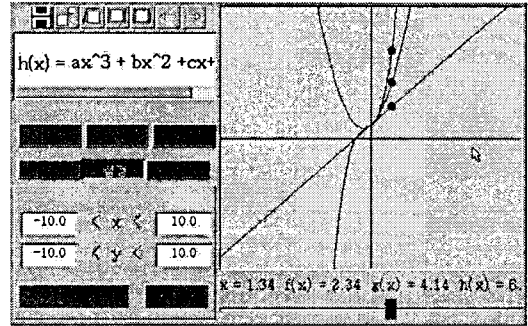 h(x) = ax^3 + bx^2 +cx+
-10.0 < x < 10.0
-10.0 < y < 10.0
x = 1.34 f(x) = 2.34 g(x) = 4.14 h(x) = 6.